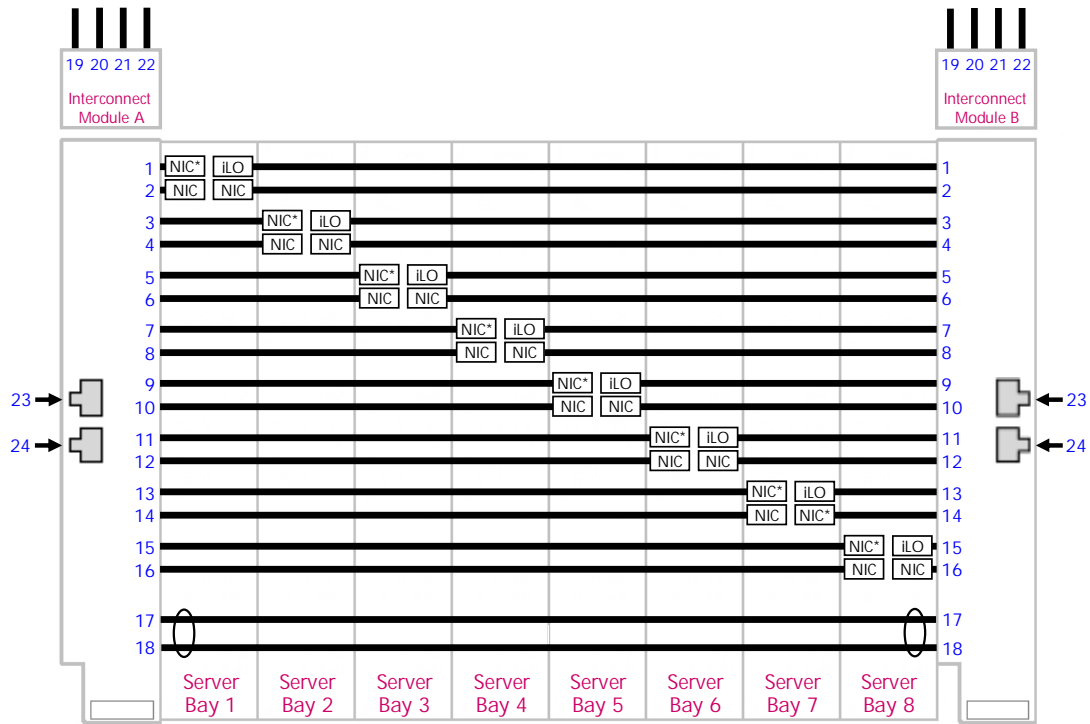 19 20 21 22
Interconnect
Module A
19 20 21 22
Interconnect
Module B
1 NIC* iLO 1
2 NIC NIC 2
3 NIC* iLO 3
4 NIC NIC 4
5 NIC* iLO 5
6 NIC NIC 6
7 NIC* iLO 7
8 NIC NIC 8
9 NIC* iLO 9
23 23
10 NIC NIC 10
11 NIC* iLO 11
24 24
12 NIC NIC 12
13 NIC* iLO 13
14 NIC NIC* 14
15 NIC* iLO 15
16 NIC NIC 16
17 17
18 18
Server
Bay 1
Server
Bay 2
Server
Bay 3
Server
Bay 4
Server
Bay 5
Server
Bay 6
Server
Bay 7
Server
Bay 8